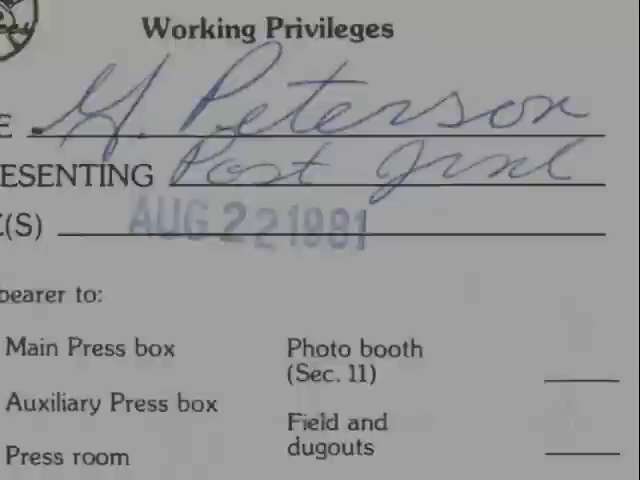 Working Privileges
E G. Peterson
ESENTING Post Jrnl
(S) AUG 22 1981
bearer to:
Main Press box
Photo booth
(Sec. 11)
Auxiliary Press box
Field and
dugouts
Press room